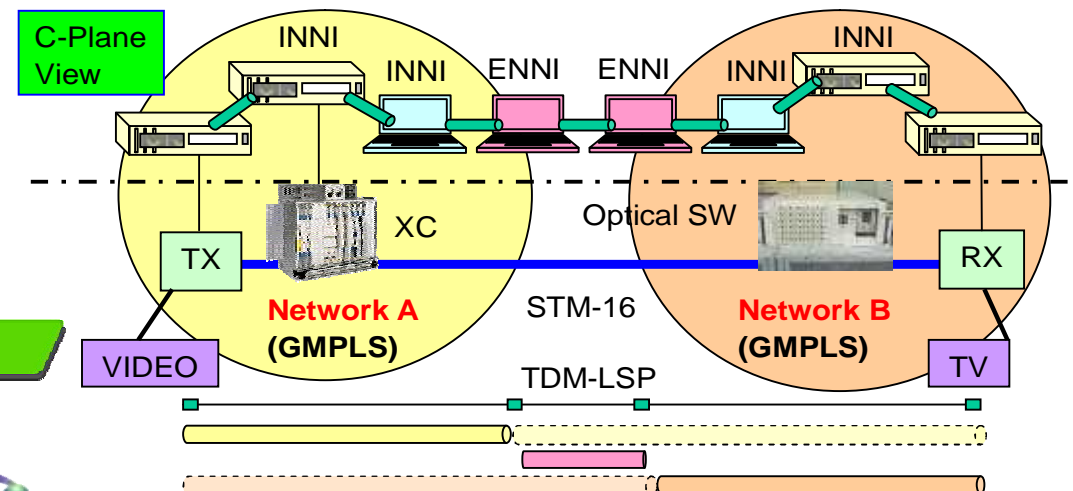 C-Plane
View
INNI
INNI
ENNI
ENNI
INNI
INNI
XC
Optical SW
TX
RX
Network A
(GMPLS)
STM-16
Network B
(GMPLS)
VIDEO
TV
TDM-LSP